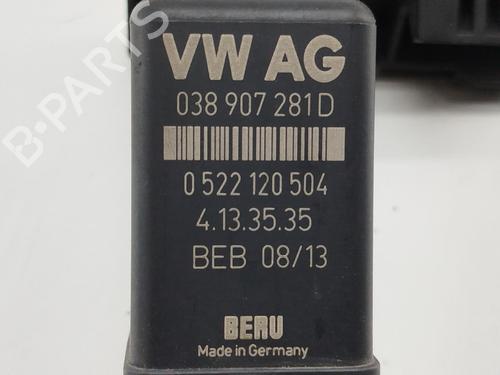 VW AG
038 907 281D
0 522 120 504
4.13.35.35
BEB 08/13
BERU
Made in Germany
B-PARTS